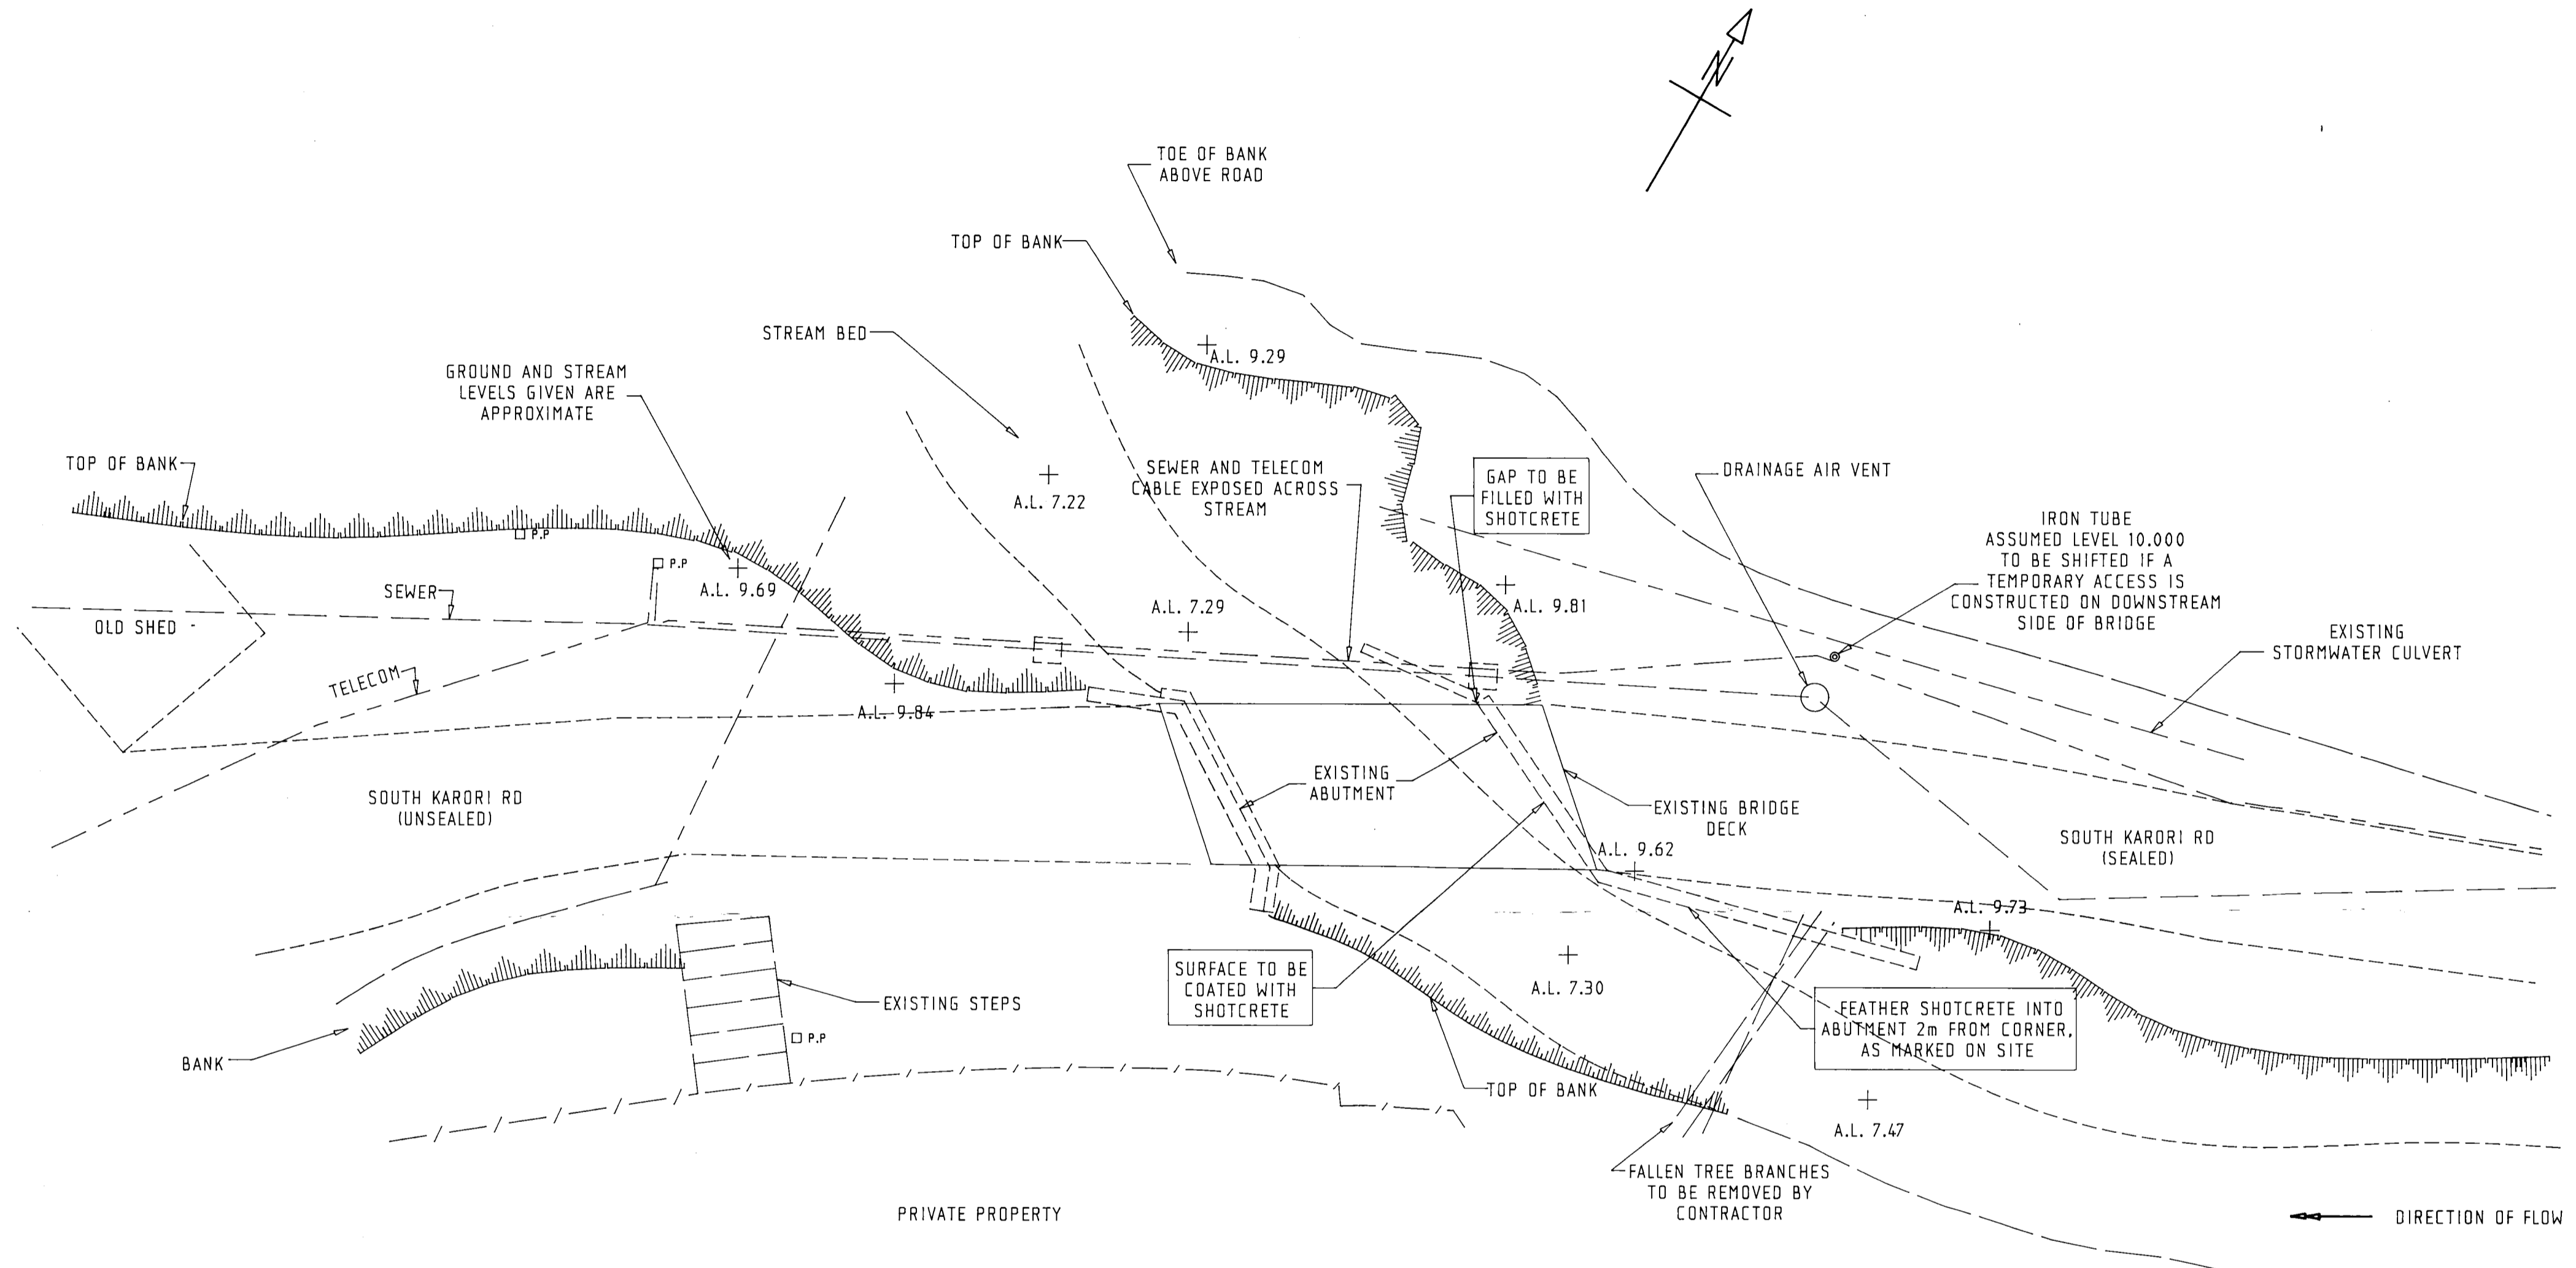 N
TOE OF BANK
ABOVE ROAD
TOP OF BANK
STREAM BED
A.L. 9.29
GROUND AND STREAM
LEVELS GIVEN ARE
APPROXIMATE
TOP OF BANK
SEWER AND TELECOM
CABLE EXPOSED ACROSS
STREAM
GAP TO BE
FILLED WITH
SHOTCRETE
DRAINAGE AIR VENT
A.L. 7.22
IRON TUBE
ASSUMED LEVEL 10.000
TO BE SHIFTED IF A
TEMPORARY ACCESS IS
CONSTRUCTED ON DOWNSTREAM
SIDE OF BRIDGE
P.P
P.P
A.L. 9.69
SEWER
OLD SHED
A.L. 7.29
A.L. 9.81
EXISTING
STORMWATER CULVERT
TELECOM
A.L. 9.84
EXISTING
ABUTMENT
SOUTH KARORI RD
(UNSEALED)
EXISTING BRIDGE
DECK
SOUTH KARORI RD
(SEALED)
A.L. 9.62
A.L. 9.73
SURFACE TO BE
COATED WITH
SHOTCRETE
A.L. 7.30
EXISTING STEPS
FEATHER SHOTCRETE INTO
ABUTMENT 2m FROM CORNER,
AS MARKED ON SITE
P.P
BANK
TOP OF BANK
A.L. 7.47
FALLEN TREE BRANCHES
TO BE REMOVED BY
CONTRACTOR
PRIVATE PROPERTY
DIRECTION OF FLOW